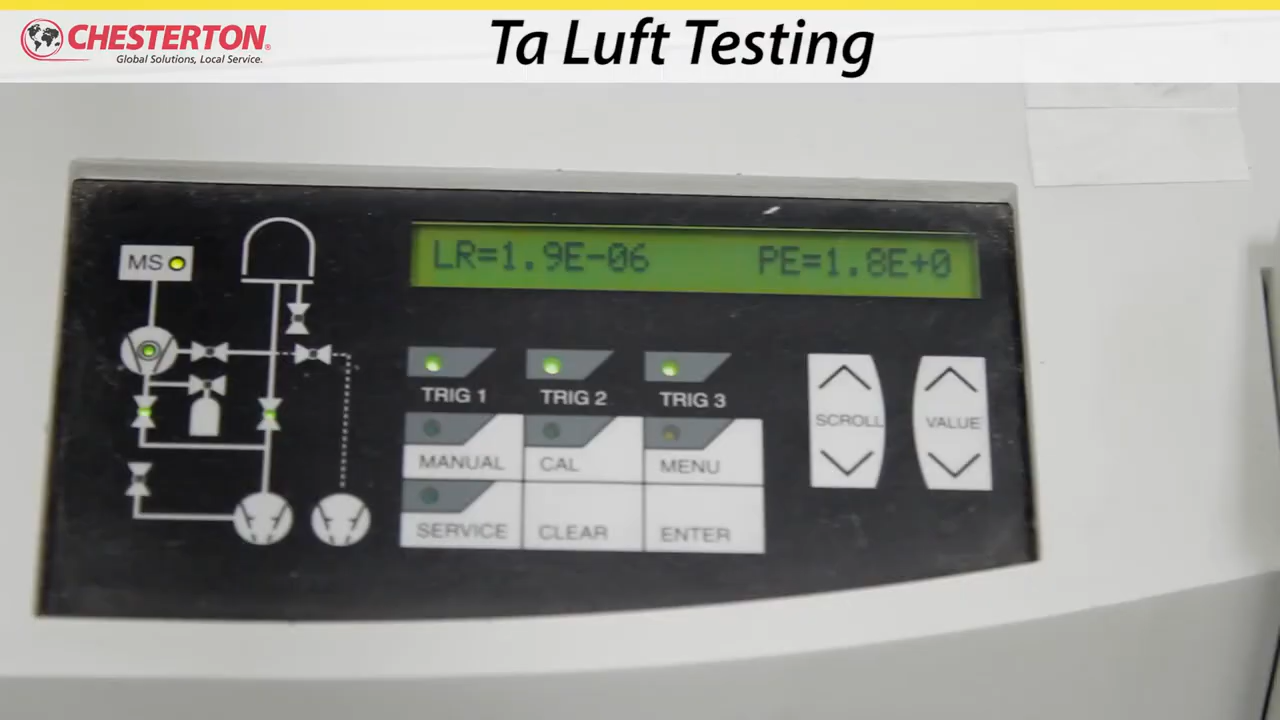 CHESTERTON®
Global Solutions, Local Service.
Ta Luft Testing
MS
LR=1.9E-06 PE=1.8E+0
TRIG 1 TRIG 2 TRIG 3
MANUAL CAL MENU
SERVICE CLEAR ENTER
SCROLL VALUE